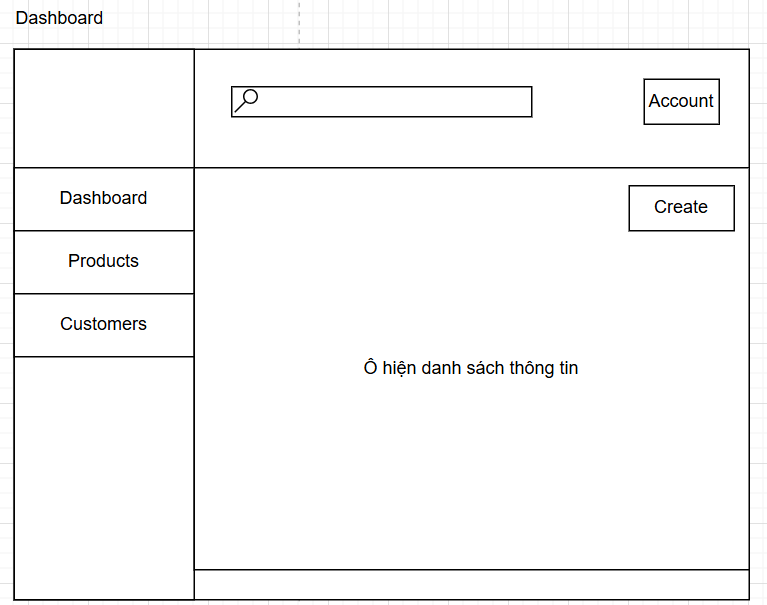 Dashboard
Account
Dashboard
Create
Products
Customers
Ô hiện danh sách thông tin